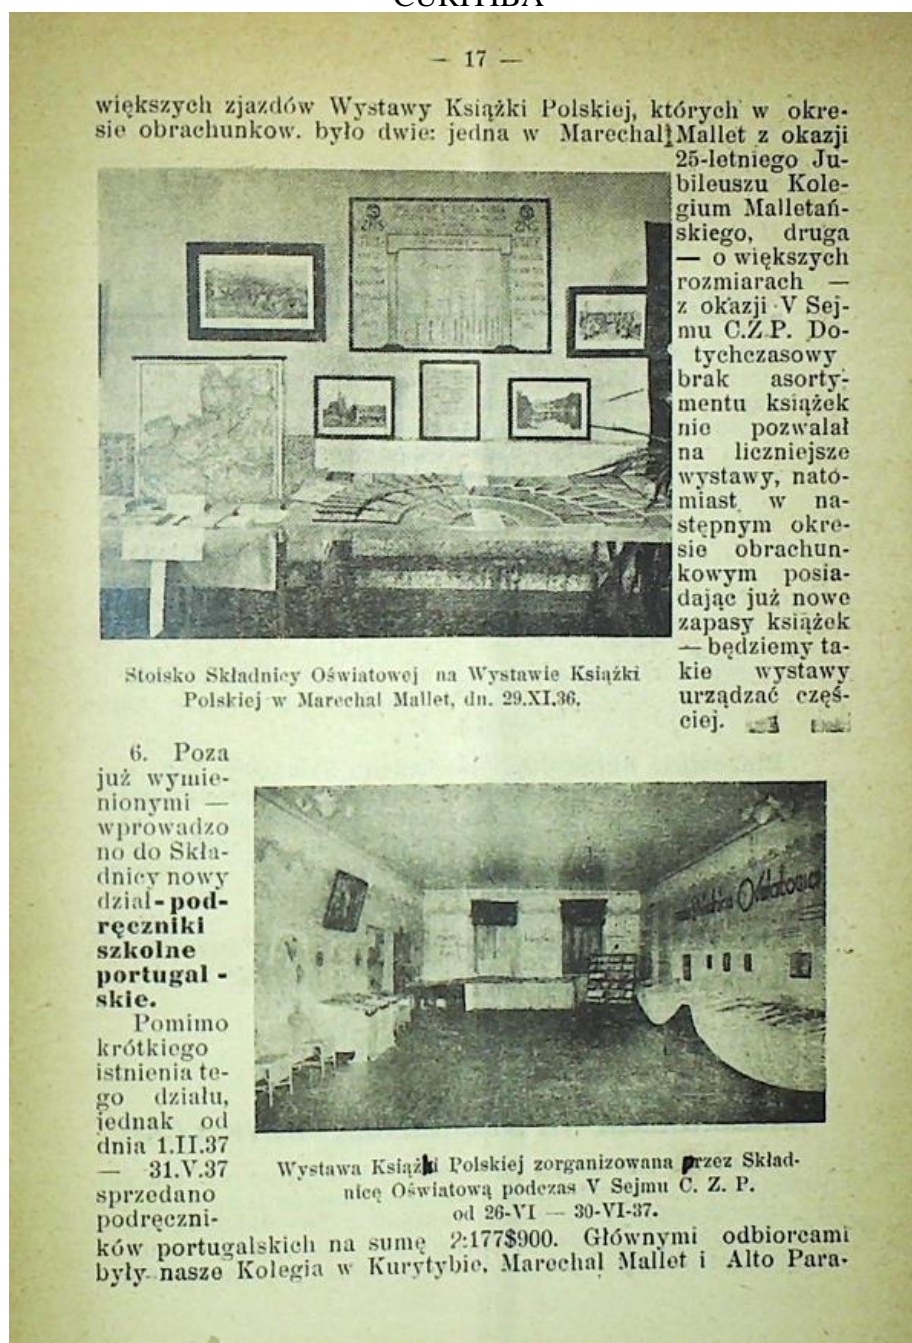 CURITIBA
— 17 —
większych zjazdów Wystawy Książki Polskiej, których w okre-
sie obrachunkow. było dwie: jedna w Marechal Mallet z okazji
25-letniego Ju-
bileuszu Kole-
gium Malletań-
skiego, druga
— o większych
rozmiarach —
z okazji V Sej-
mu C.Z.P. Do-
tychczasowy
brak asorty-
mentu książek
nie pozwalał
na liczniejsze
wystawy, nato-
miast w na-
stępnym okre-
sie obrachun-
kowym posia-
dając już nowe
zapasy książek
— będziemy ta-
kie wystawy
urządzać częś-
ciej.
Stoisko Składnicy Oświatowej na Wystawie Książki
Polskiej w Marechal Mallet, dn. 29.XI.36.
6. Poza
już wymie-
nionymi —
wprowadzo
no do Skła-
dnicy nowy
dział - pod-
ręczniki
szkolne
portugal -
skie.
Pomimo
krótkiego
istnienia te-
go działu,
jednak od
dnia 1.II.37
— 31.V.37
sprzedano
podręczni-
Oświatowa
Wystawa Książki Polskiej zorganizowana przez Skład-
nicę Oświatową podczas V Sejmu C. Z. P.
od 26-VI — 30-VI-37.
ków portugalskich na sumę 2:177$900. Głównymi odbiorcami
były nasze Kolegia w Kurytybie, Marechal Mallet i Alto Para-